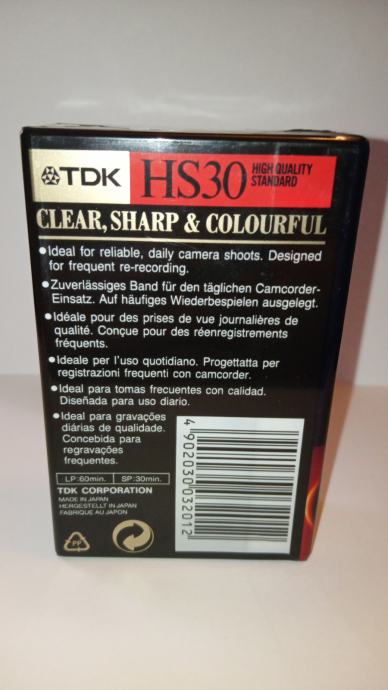 TDK HS30 HIGH QUALITY
STANDARD
CLEAR, SHARP & COLOURFUL
•Ideal for reliable, daily camera shoots. Designed
for frequent re-recording.
•Zuverlässiges Band für den täglichen Camcorder-
Einsatz. Auf häufiges Wiederbespielen ausgelegt.
•Idéale pour des prises de vue journalières de
qualité. Conçue pour des réenregistrements
fréquents.
•Ideale per l'uso quotidiano. Progettatta per
registrazioni frequenti con camcorder.
•Ideal para tomas frecuentes con calidad.
Diseñada para uso diario.
•Ideal para gravações
diárias de qualidade.
Concebida para
regravações
frequentes.
LP:60min. SP:30min.
TDK CORPORATION
MADE IN JAPAN
HERGESTELLT IN JAPAN
FABRIQUE AU JAPON
PP
4902030032012